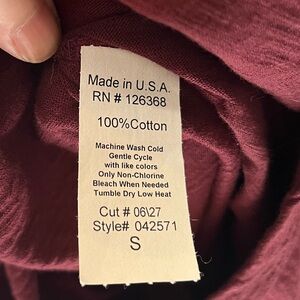 Made in U.S.A.
RN # 126368
100%Cotton
Machine Wash Cold
Gentle Cycle
with like colors
Only Non-Chlorine
Bleach When Needed
Tumble Dry Low Heat
Cut # 06\27
Style# 042571
S